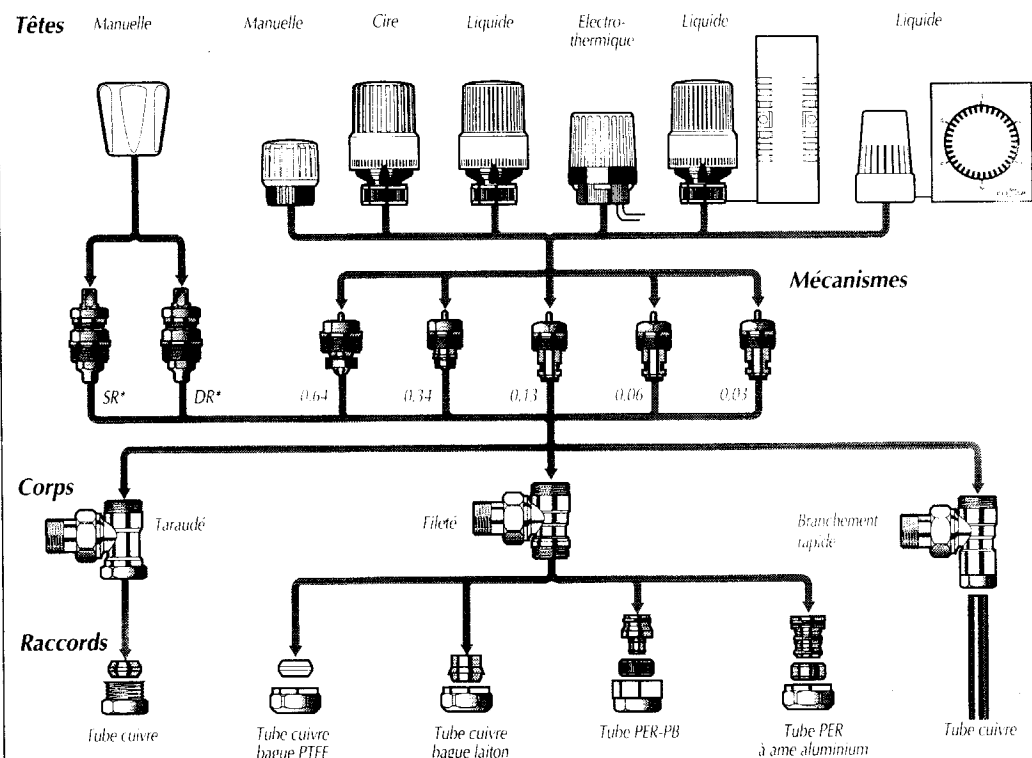 Têtes
Manuelle
Manuelle
Cire
Liquide
Electro-
thermique
Liquide
Liquide
Mécanismes
SR*
DR*
0,64
0,34
0,13
0,06
0,03
Corps
Taraudé
Fileté
Branchement
rapide
Raccords
Tube cuivre
Tube cuivre
bague PTFE
Tube cuivre
bague laiton
Tube PER-PB
Tube PER
à ame aluminium
Tube cuivre